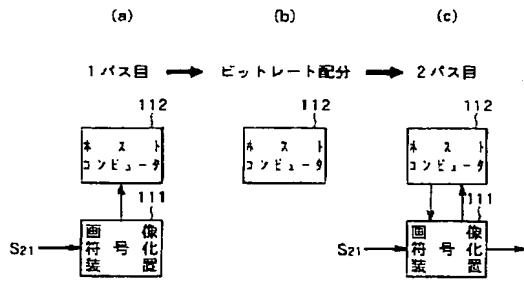 (a) (b) (c)
1パス目 ビットレート配分 2パス目
112 112 112
ホスト ホスト ホスト
コンピュータ コンピュータ コンピュータ
111 111
画像 画像
S21 符号化 S21 符号化
装置 装置